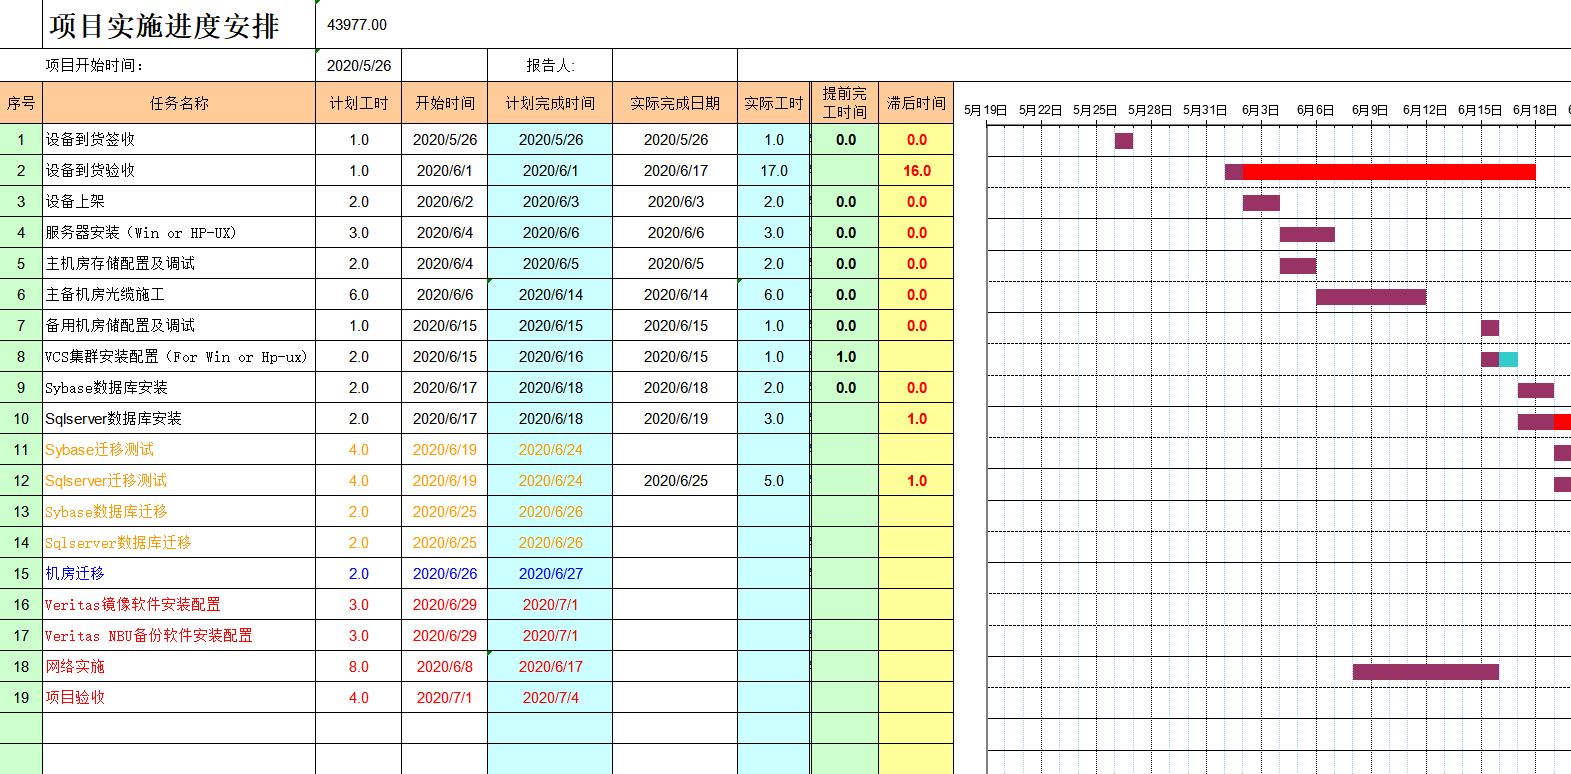 项目实施进度安排 43977.00
项目开始时间: 2020/5/26 报告人:
序号 任务名称 计划工时 开始时间 计划完成时间 实际完成日期 实际工时 提前完工时间 滞后时间
5月19日 5月22日 5月25日 5月28日 5月31日 6月3日 6月6日 6月9日 6月12日 6月15日 6月18日
1 设备到货签收 1.0 2020/5/26 2020/5/26 2020/5/26 1.0 0.0 0.0
2 设备到货验收 1.0 2020/6/1 2020/6/1 2020/6/17 17.0 16.0
3 设备上架 2.0 2020/6/2 2020/6/3 2020/6/3 2.0 0.0 0.0
4 服务器安装（Win or HP-UX） 3.0 2020/6/4 2020/6/6 2020/6/6 3.0 0.0 0.0
5 主机房存储配置及调试 2.0 2020/6/4 2020/6/5 2020/6/5 2.0 0.0 0.0
6 主备机房光缆施工 6.0 2020/6/6 2020/6/14 2020/6/14 6.0 0.0 0.0
7 备用机房储配置及调试 1.0 2020/6/15 2020/6/15 2020/6/15 1.0 0.0 0.0
8 VCS集群安装配置（For Win or Hp-ux） 2.0 2020/6/15 2020/6/16 2020/6/15 1.0 1.0
9 Sybase数据库安装 2.0 2020/6/17 2020/6/18 2020/6/18 2.0 0.0 0.0
10 Sqlserver数据库安装 2.0 2020/6/17 2020/6/18 2020/6/19 3.0 1.0
11 Sybase迁移测试 4.0 2020/6/19 2020/6/24
12 Sqlserver迁移测试 4.0 2020/6/19 2020/6/24 2020/6/25 5.0 1.0
13 Sybase数据库迁移 2.0 2020/6/25 2020/6/26
14 Sqlserver数据库迁移 2.0 2020/6/25 2020/6/26
15 机房迁移 2.0 2020/6/26 2020/6/27
16 Veritas镜像软件安装配置 3.0 2020/6/29 2020/7/1
17 Veritas NBU备份软件安装配置 3.0 2020/6/29 2020/7/1
18 网络实施 8.0 2020/6/8 2020/6/17
19 项目验收 4.0 2020/7/1 2020/7/4